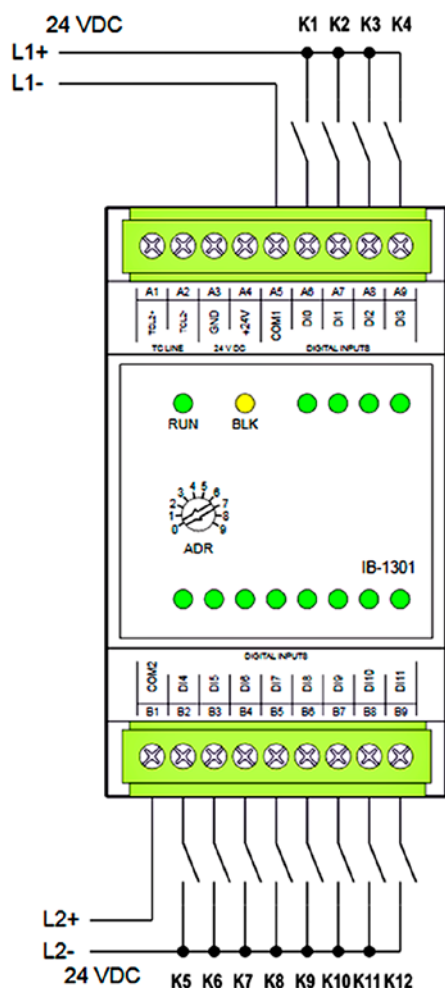 24 VDC K1 K2 K3 K4
L1+
L1-
A1 A2 A3 A4 A5 A6 A7 A8 A9
TCL2+ TCL2- GND +24V COM1 DI0 DI1 DI2 DI3
TC LINE 24 V DC DIGITAL INPUTS
RUN BLK
0 1 2 3 4 5 6 7 8 9
ADR
IB-1301
DIGITAL INPUTS
COM2 DI4 DI5 DI6 DI7 DI8 DI9 DI10 DI11
B1 B2 B3 B4 B5 B6 B7 B8 B9
L2+
L2-
24 VDC K5 K6 K7 K8 K9 K10 K11 K12